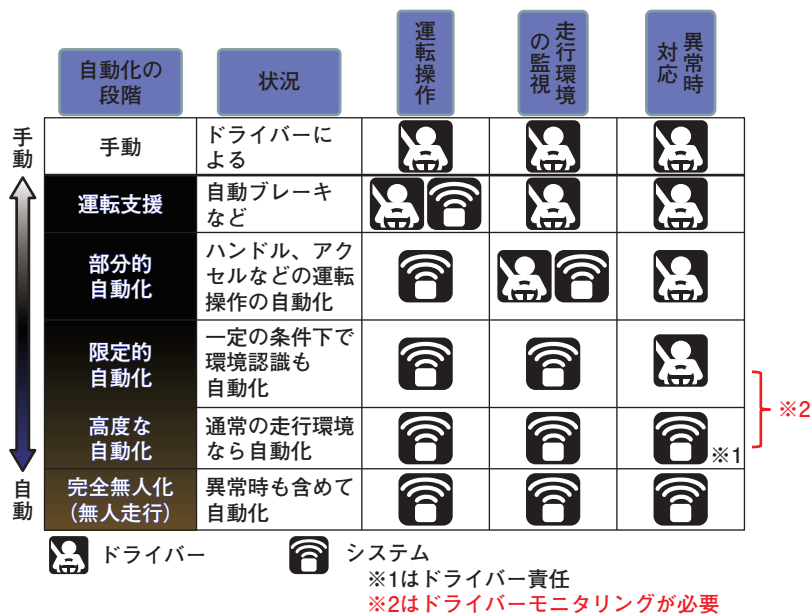 自動化の
段階
状況
運転操作
走行環境
の監視
異常時
対応
手動
手動
ドライバーに
よる
運転支援
自動ブレーキ
など
部分的
自動化
ハンドル、アク
セルなどの運転
操作の自動化
限定的
自動化
一定の条件下で
環境認識も
自動化
※2
高度な
自動化
通常の走行環境
なら自動化
※1
自動
完全無人化
(無人走行)
異常時も含めて
自動化
ドライバー
システム
※1はドライバー責任
※2はドライバーモニタリングが必要